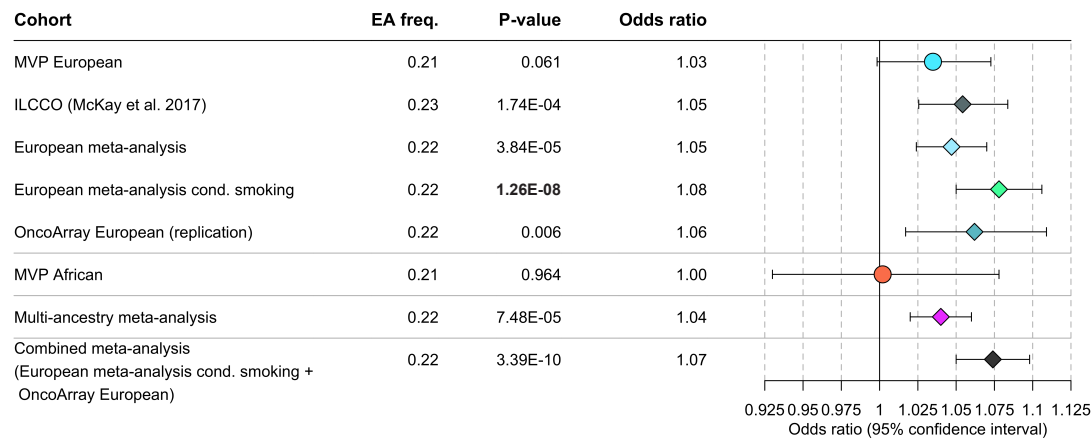 Cohort EA freq. P-value Odds ratio
MVP European 0.21 0.061 1.03
ILCCO (McKay et al. 2017) 0.23 1.74E-04 1.05
European meta-analysis 0.22 3.84E-05 1.05
European meta-analysis cond. smoking 0.22 1.26E-08 1.08
OncoArray European (replication) 0.22 0.006 1.06
MVP African 0.21 0.964 1.00
Multi-ancestry meta-analysis 0.22 7.48E-05 1.04
Combined meta-analysis 0.22 3.39E-10 1.07
(European meta-analysis cond. smoking +
OncoArray European)
0.925 0.95 0.975 1 1.025 1.05 1.075 1.1 1.125
Odds ratio (95% confidence interval)